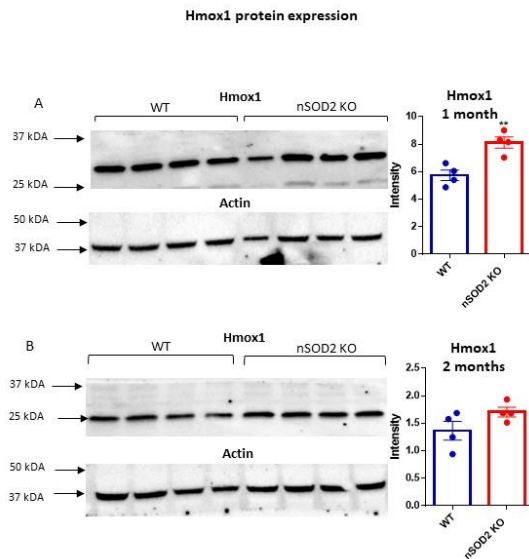 Hmox1 protein expression
A
Hmox1
WT
nSOD2 KO
37 kDA
25 kDA
Actin
50 kDA
37 kDA
Hmox1
1 month
**
Intensity
10
8
6
4
2
0
WT
nSOD2 KO
B
Hmox1
WT
nSOD2 KO
37 kDA
25 kDA
Actin
50 kDA
37 kDA
Hmox1
2 months
Intensity
2.5
2.0
1.5
1.0
0.5
0.0
WT
nSOD2 KO